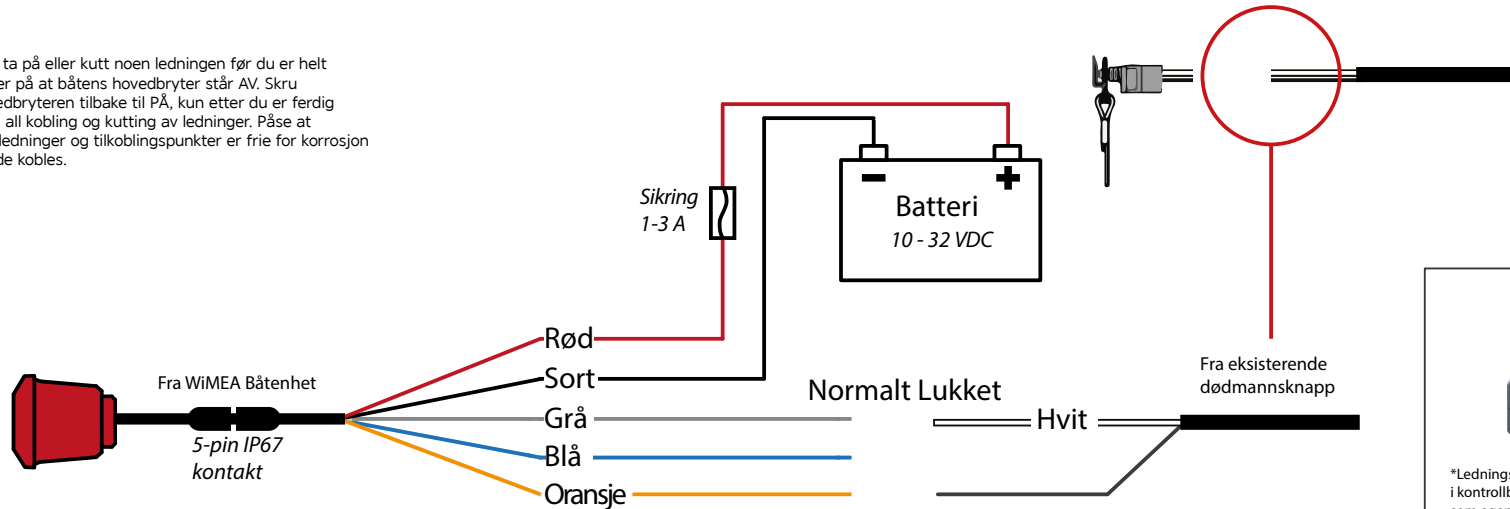 ta på eller kutt noen ledningen før du er helt
er på at båtens hovedbryter står AV. Skru
edbryteren tilbake til PÅ, kun etter du er ferdig
all kobling og kutting av ledninger. Påse at
ledninger og tilkoblingspunkter er frie for korrosjon
de kobles.
Sikring
1-3 A
Batteri
10 - 32 VDC
Rød
Fra WiMEA Båtenhet
Sort
Fra eksisterende
dødmannsknapp
Normalt Lukket
Grå
Hvit
5-pin IP67
kontakt
Blå
Oransje
*Lednings
i kontrollb